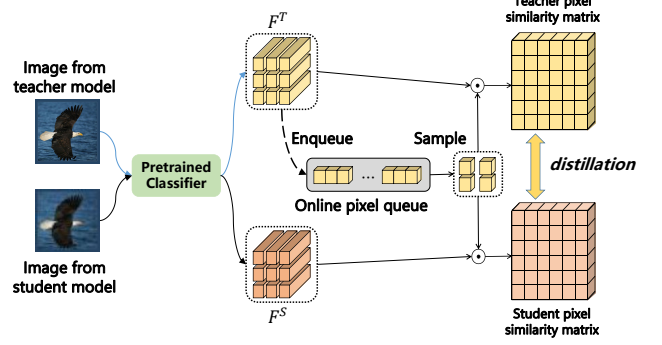 Teacher pixel
similarity matrix
F^T
Image from
teacher model
Enqueue
Sample
Pretrained
Classifier
...
distillation
Online pixel queue
Image from
student model
F^S
Student pixel
similarity matrix